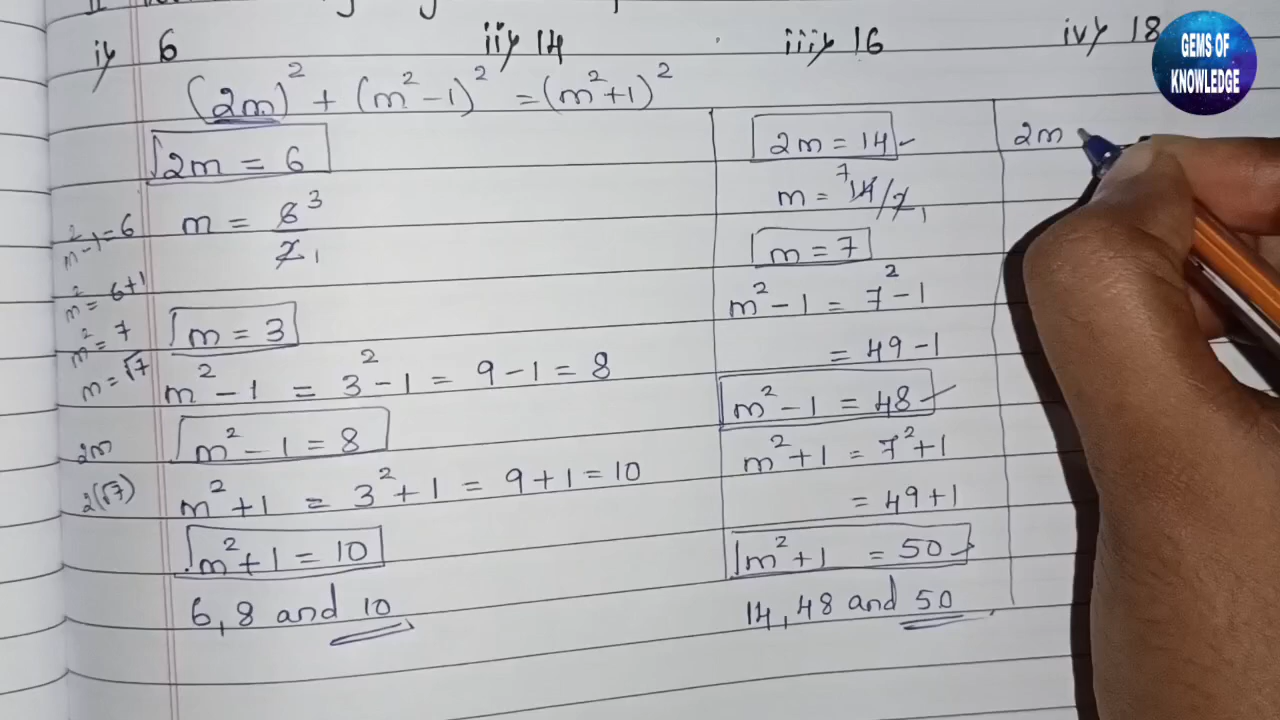 i) 6 ii) 14 iii) 16 iv) 18
GEMS OF
KNOWLEDGE
(2m)² + (m²-1)² = (m²+1)²
2m = 6
m = 6³/2₁
m²-1=6
m² = 6+1
m² = 7
m = √7
m = 3
m² - 1 = 3² - 1 = 9 - 1 = 8
2m
m² - 1 = 8
2(√7)
m² + 1 = 3² + 1 = 9 + 1 = 10
m² + 1 = 10
6, 8 and 10
2m = 14
m = ⁷14/2₁
m = 7
m² - 1 = 7² - 1
= 49 - 1
m² - 1 = 48
m² + 1 = 7² + 1
= 49 + 1
m² + 1 = 50
14, 48 and 50
2m